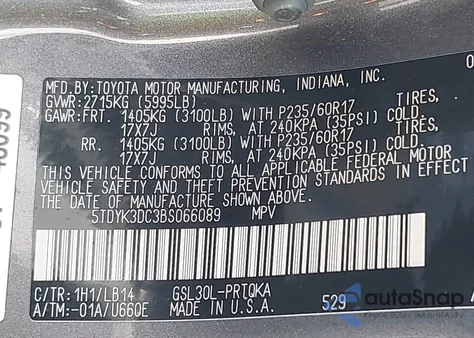 MFD.BY:TOYOTA MOTOR MANUFACTURING, INDIANA, INC.
GVWR:2715KG (5995LB)
GAWR:FRT. 1405KG (3100LB) WITH P235/60R17 TIRES,
17X7J RIMS, AT 240KPA (35PSI) COLD
RR. 1405KG (3100LB) WITH P235/60R17 TIRES,
17X7J RIMS, AT 240KPA (35PSI) COLD
THIS VEHICLE CONFORMS TO ALL APPLICABLE FEDERAL MOTOR
VEHICLE SAFETY AND BUMPER STANDARDS IN EFFECT
THE DATE OF MANUFACTURE SHOWN ABOVE.
5TDYK3DC3BS066089 MPV
C/TR:1H1/LB14 GSL30L-PRTQKA
A/TM:-01A/U660E MADE IN U.S.A. 529
autoSnap